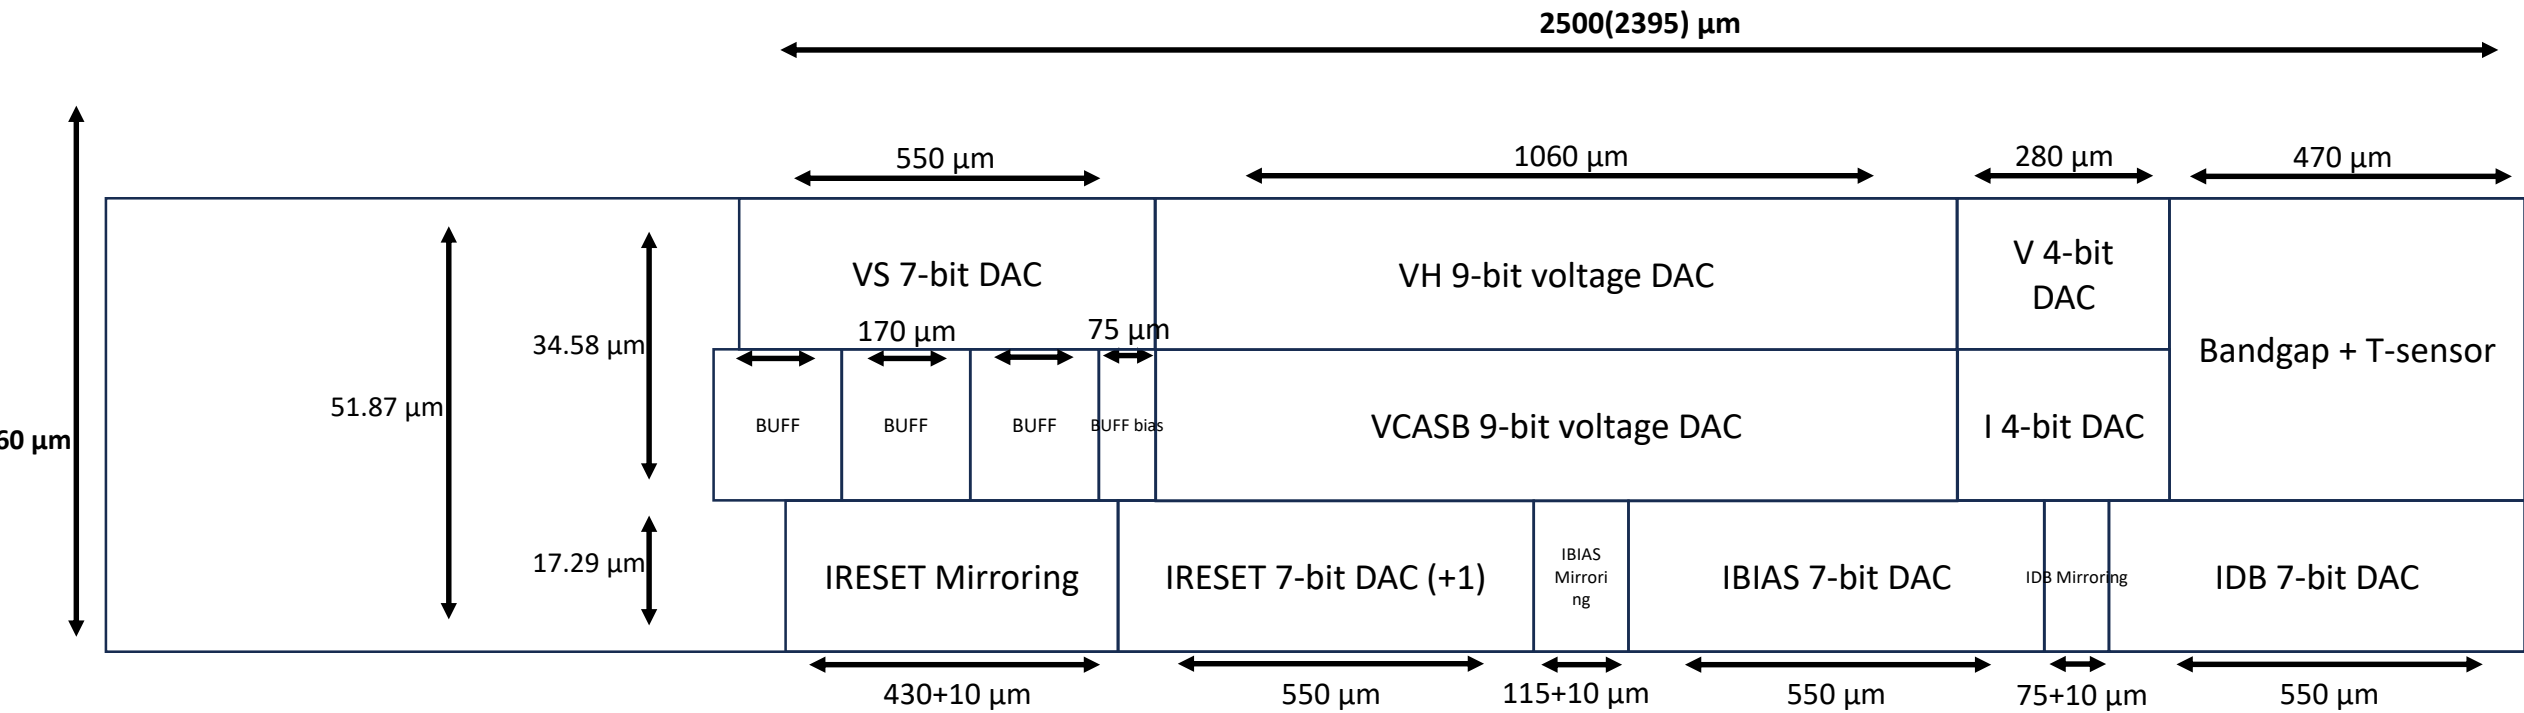 2500(2395) µm
550 µm
1060 µm
280 µm
470 µm
VS 7-bit DAC
VH 9-bit voltage DAC
V 4-bit
DAC
170 µm
75 µm
34.58 µm
Bandgap + T-sensor
51.87 µm
60 µm
BUFF
BUFF
BUFF
BUFF bias
VCASB 9-bit voltage DAC
I 4-bit DAC
17.29 µm
IRESET Mirroring
IRESET 7-bit DAC (+1)
IBIAS
Mirrori
ng
IBIAS 7-bit DAC
IDB Mirroring
IDB 7-bit DAC
430+10 µm
550 µm
115+10 µm
550 µm
75+10 µm
550 µm